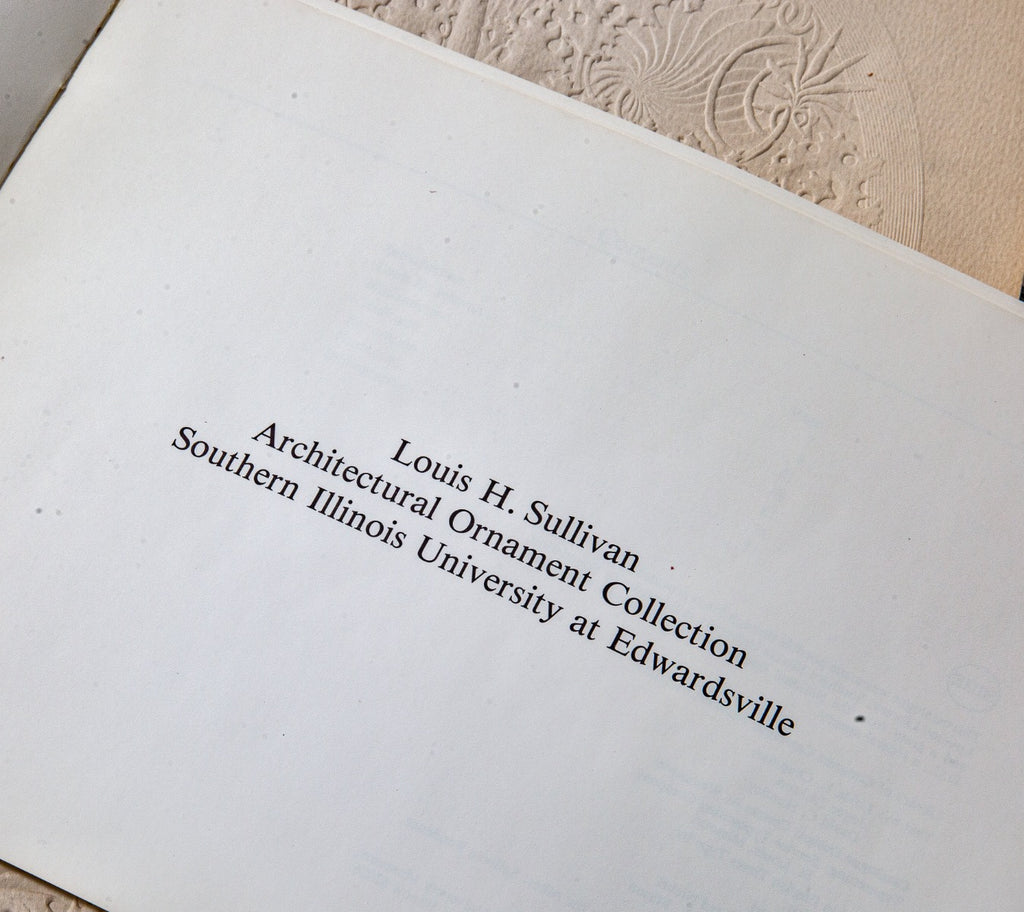 Louis H. Sullivan
Architectural Ornament Collection
Southern Illinois University at Edwardsville